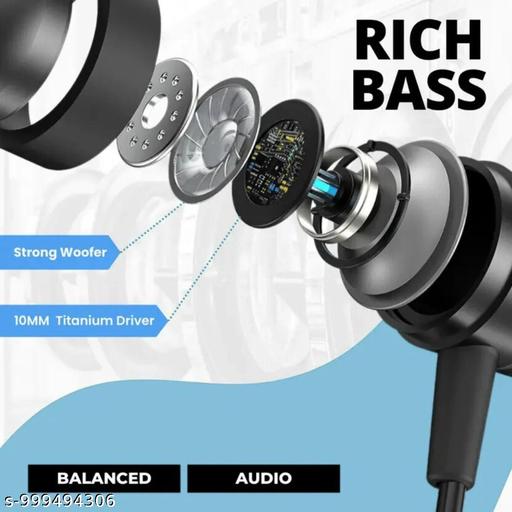 RICH
BASS
Strong Woofer
10MM Titanium Driver
BALANCED
AUDIO
s-999494306